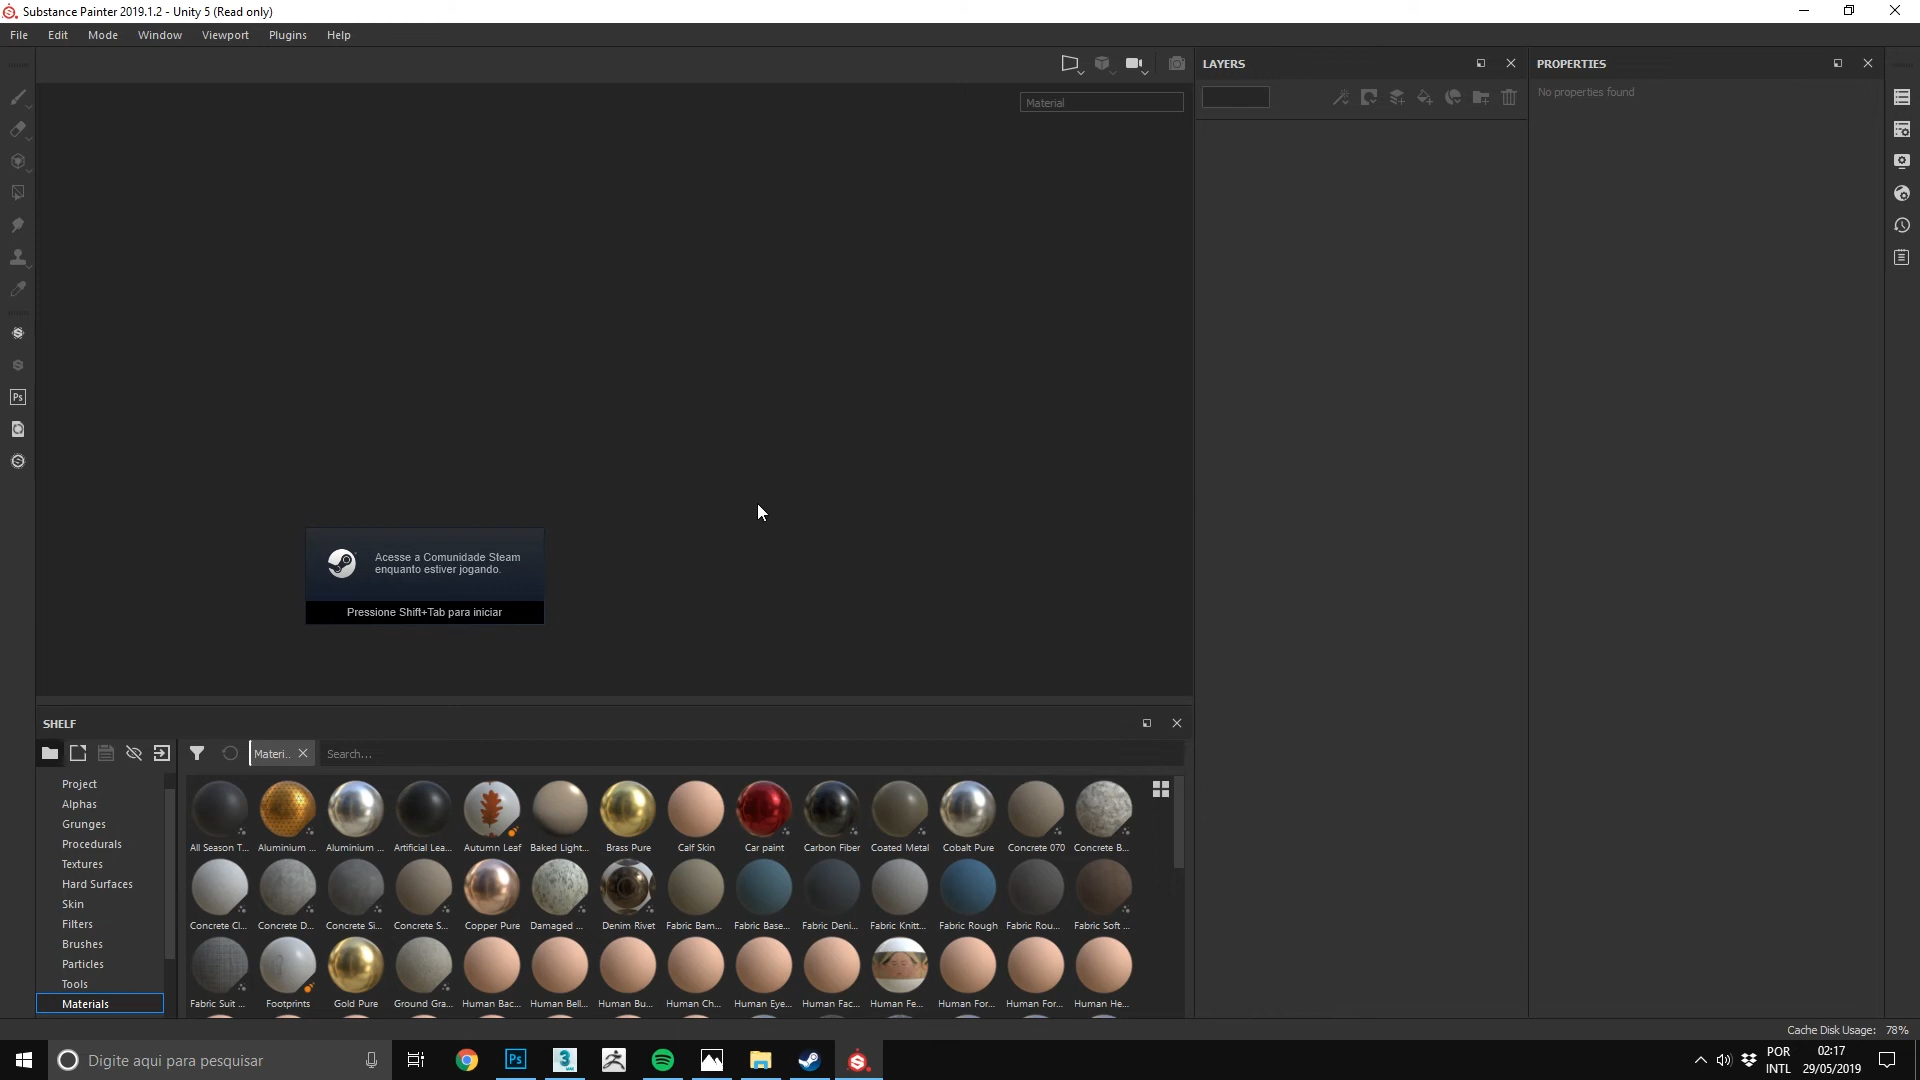 Substance Painter 2019.1.2 - Unity 5 (Read only)
File Edit Mode Window Viewport Plugins Help
LAYERS
PROPERTIES
No properties found
Material
Acesse a Comunidade Steam
enquanto estiver jogando.
Pressione Shift+Tab para iniciar
SHELF
Materi..
Search...
Project
Alphas
Grunges
Procedurals
Textures
Hard Surfaces
Skin
Filters
Brushes
Particles
Tools
Materials
All Season T... Aluminium ... Aluminium ... Artificial Lea... Autumn Leaf Baked Light... Brass Pure Calf Skin Car paint Carbon Fiber Coated Metal Cobalt Pure Concrete 070 Concrete B...
Concrete Cl... Concrete D... Concrete Si... Concrete S... Copper Pure Damaged ... Denim Rivet Fabric Bam... Fabric Base... Fabric Deni... Fabric Knitt... Fabric Rough Fabric Rou... Fabric Soft ...
Fabric Suit ... Footprints Gold Pure Ground Gra... Human Bac... Human Bell... Human Bu... Human Ch... Human Eye... Human Fac... Human Fe... Human For... Human For... Human He...
Cache Disk Usage: 78%
Ps
Digite aqui para pesquisar
Ps
3
POR
INTL
02:17
29/05/2019